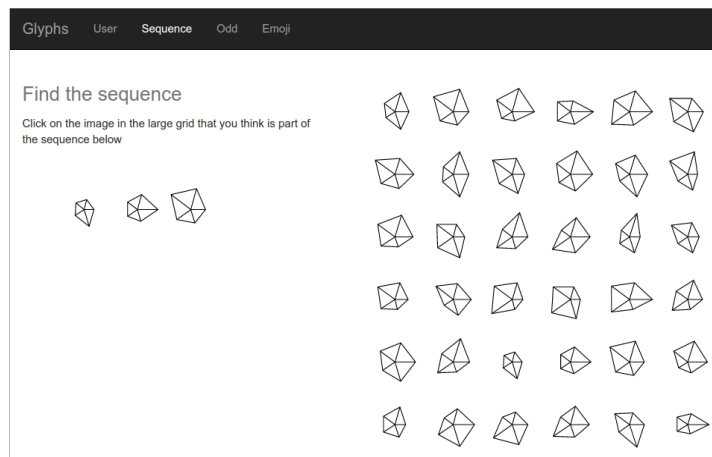 Glyphs User Sequence Odd Emoji
Find the sequence
Click on the image in the large grid that you think is part of
the sequence below